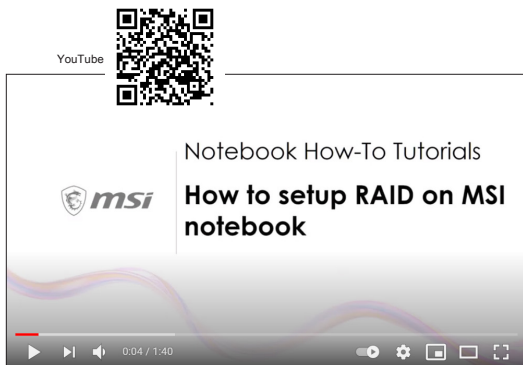 YouTube
Notebook How-To Tutorials
msi
How to setup RAID on MSI
notebook
0:04 / 1:40